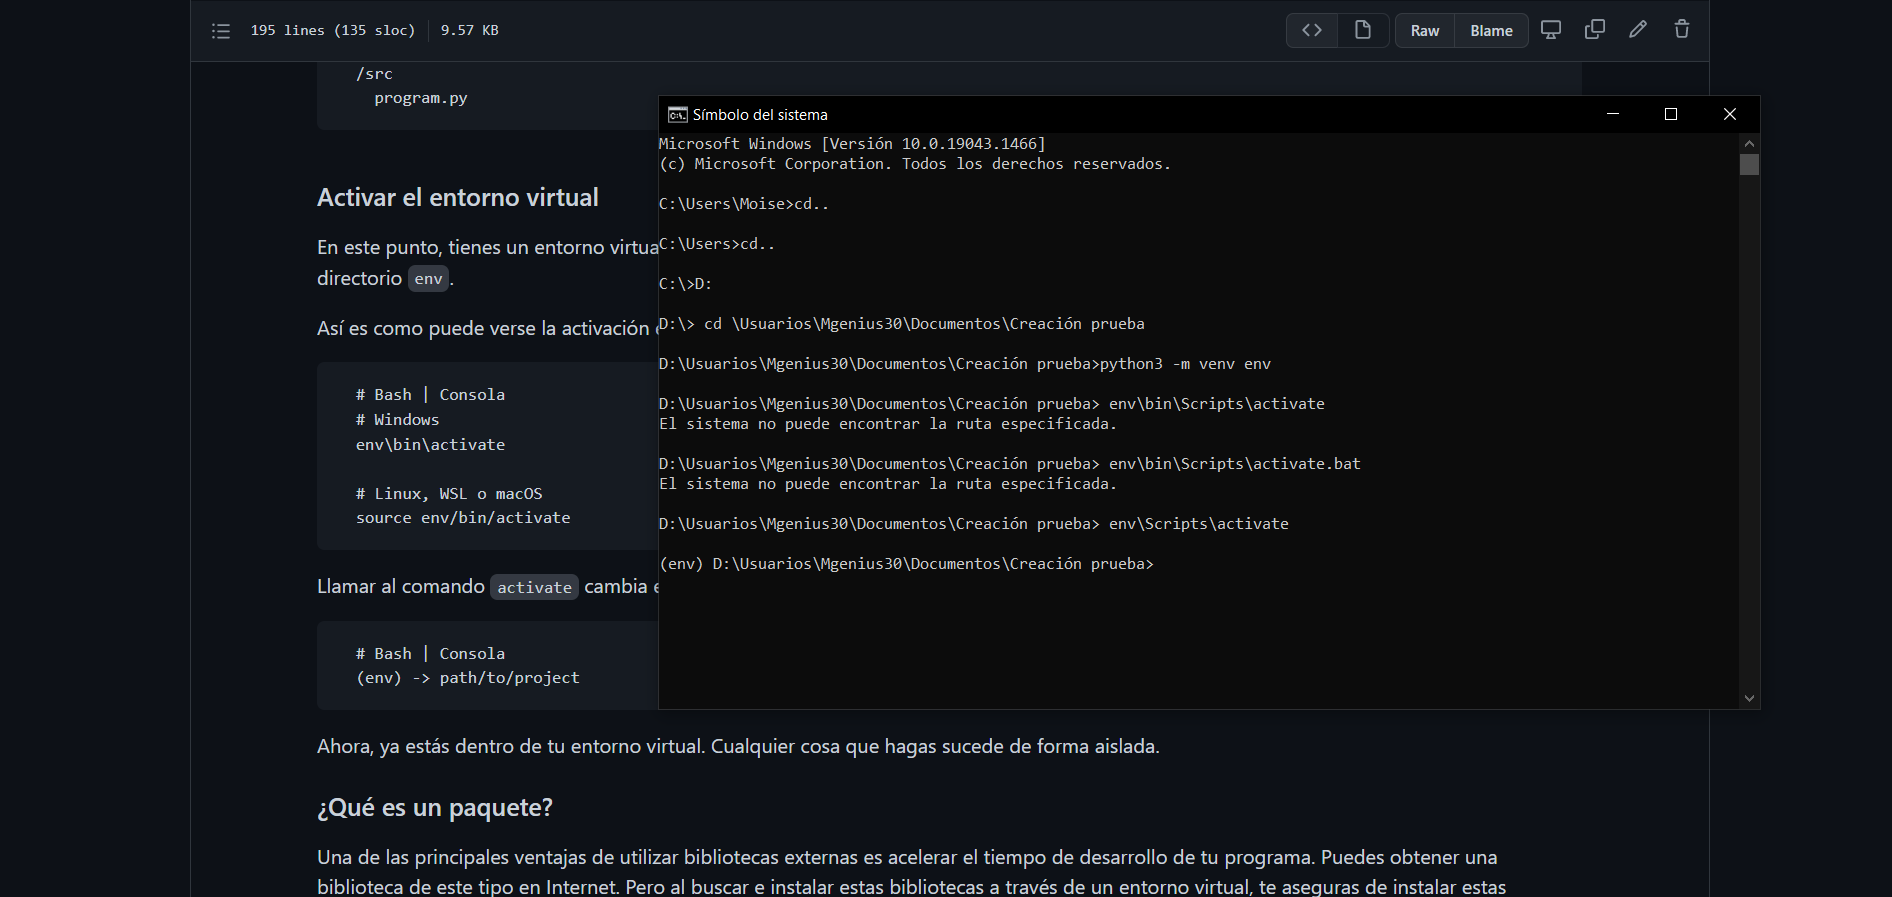 195 lines (135 sloc) 9.57 KB
Raw Blame
/src
program.py
Activar el entorno virtual
En este punto, tienes un entorno virtua
directorio env.
Así es como puede verse la activación
# Bash | Consola
# Windows
env\bin\activate
# Linux, WSL o macOS
source env/bin/activate
Llamar al comando activate cambia
# Bash | Consola
(env) -> path/to/project
Símbolo del sistema
Microsoft Windows [Versión 10.0.19043.1466]
(c) Microsoft Corporation. Todos los derechos reservados.
C:\Users\Moise>cd..
C:\Users>cd..
C:\>D:
D:\> cd \Usuarios\Mgenius30\Documentos\Creación prueba
D:\Usuarios\Mgenius30\Documentos\Creación prueba>python3 -m venv env
D:\Usuarios\Mgenius30\Documentos\Creación prueba> env\bin\Scripts\activate
El sistema no puede encontrar la ruta especificada.
D:\Usuarios\Mgenius30\Documentos\Creación prueba> env\bin\Scripts\activate.bat
El sistema no puede encontrar la ruta especificada.
D:\Usuarios\Mgenius30\Documentos\Creación prueba> env\Scripts\activate
(env) D:\Usuarios\Mgenius30\Documentos\Creación prueba>
Ahora, ya estás dentro de tu entorno virtual. Cualquier cosa que hagas sucede de forma aislada.
¿Qué es un paquete?
Una de las principales ventajas de utilizar bibliotecas externas es acelerar el tiempo de desarrollo de tu programa. Puedes obtener una
biblioteca de este tipo en Internet. Pero al buscar e instalar estas bibliotecas a través de un entorno virtual, te aseguras de instalar estas